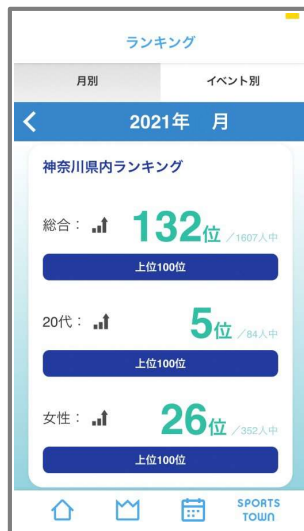 ランキング
月別 イベント別
2021年 月
神奈川県内ランキング
総合： 132位 ／1607人中
上位100位
20代： 5位 ／84人中
上位100位
女性： 26位 ／352人中
上位100位
SPORTS
TOWN